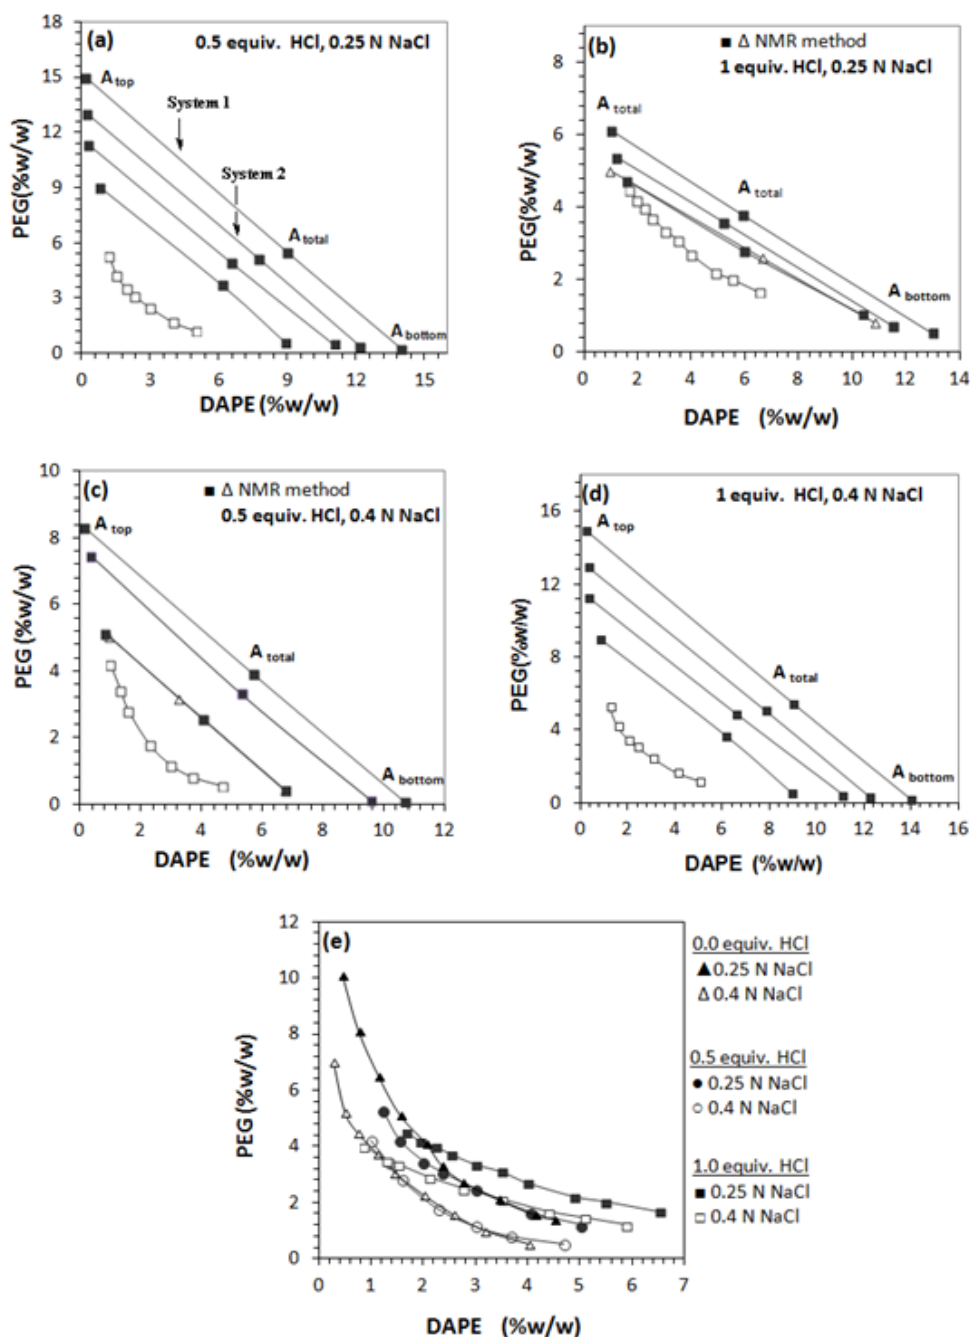 (a) 0.5 equiv. HCl, 0.25 N NaCl
18
15
12
9
6
3
0
PEG(%w/w)
A top
System 1
System 2
A total
A bottom
0 3 6 9 12 15
DAPE (%w/w)
(b) ■ Δ NMR method
1 equiv. HCl, 0.25 N NaCl
8
6
4
2
0
PEG(%w/w)
A total
A total
A bottom
0 2 4 6 8 10 12 14
DAPE (%w/w)
(c) ■ Δ NMR method
0.5 equiv. HCl, 0.4 N NaCl
10
8
6
4
2
0
PEG (%w/w)
A top
A total
A bottom
0 2 4 6 8 10 12
DAPE (%w/w)
(d) 1 equiv. HCl, 0.4 N NaCl
16
12
8
4
0
PEG(%w/w)
A top
A total
A bottom
0 2 4 6 8 10 12 14 16
DAPE (%w/w)
(e)
12
10
8
6
4
2
0
PEG (%w/w)
0 1 2 3 4 5 6 7
DAPE (%w/w)
0.0 equiv. HCl
▲ 0.25 N NaCl
△ 0.4 N NaCl
0.5 equiv. HCl
● 0.25 N NaCl
○ 0.4 N NaCl
1.0 equiv. HCl
■ 0.25 N NaCl
□ 0.4 N NaCl